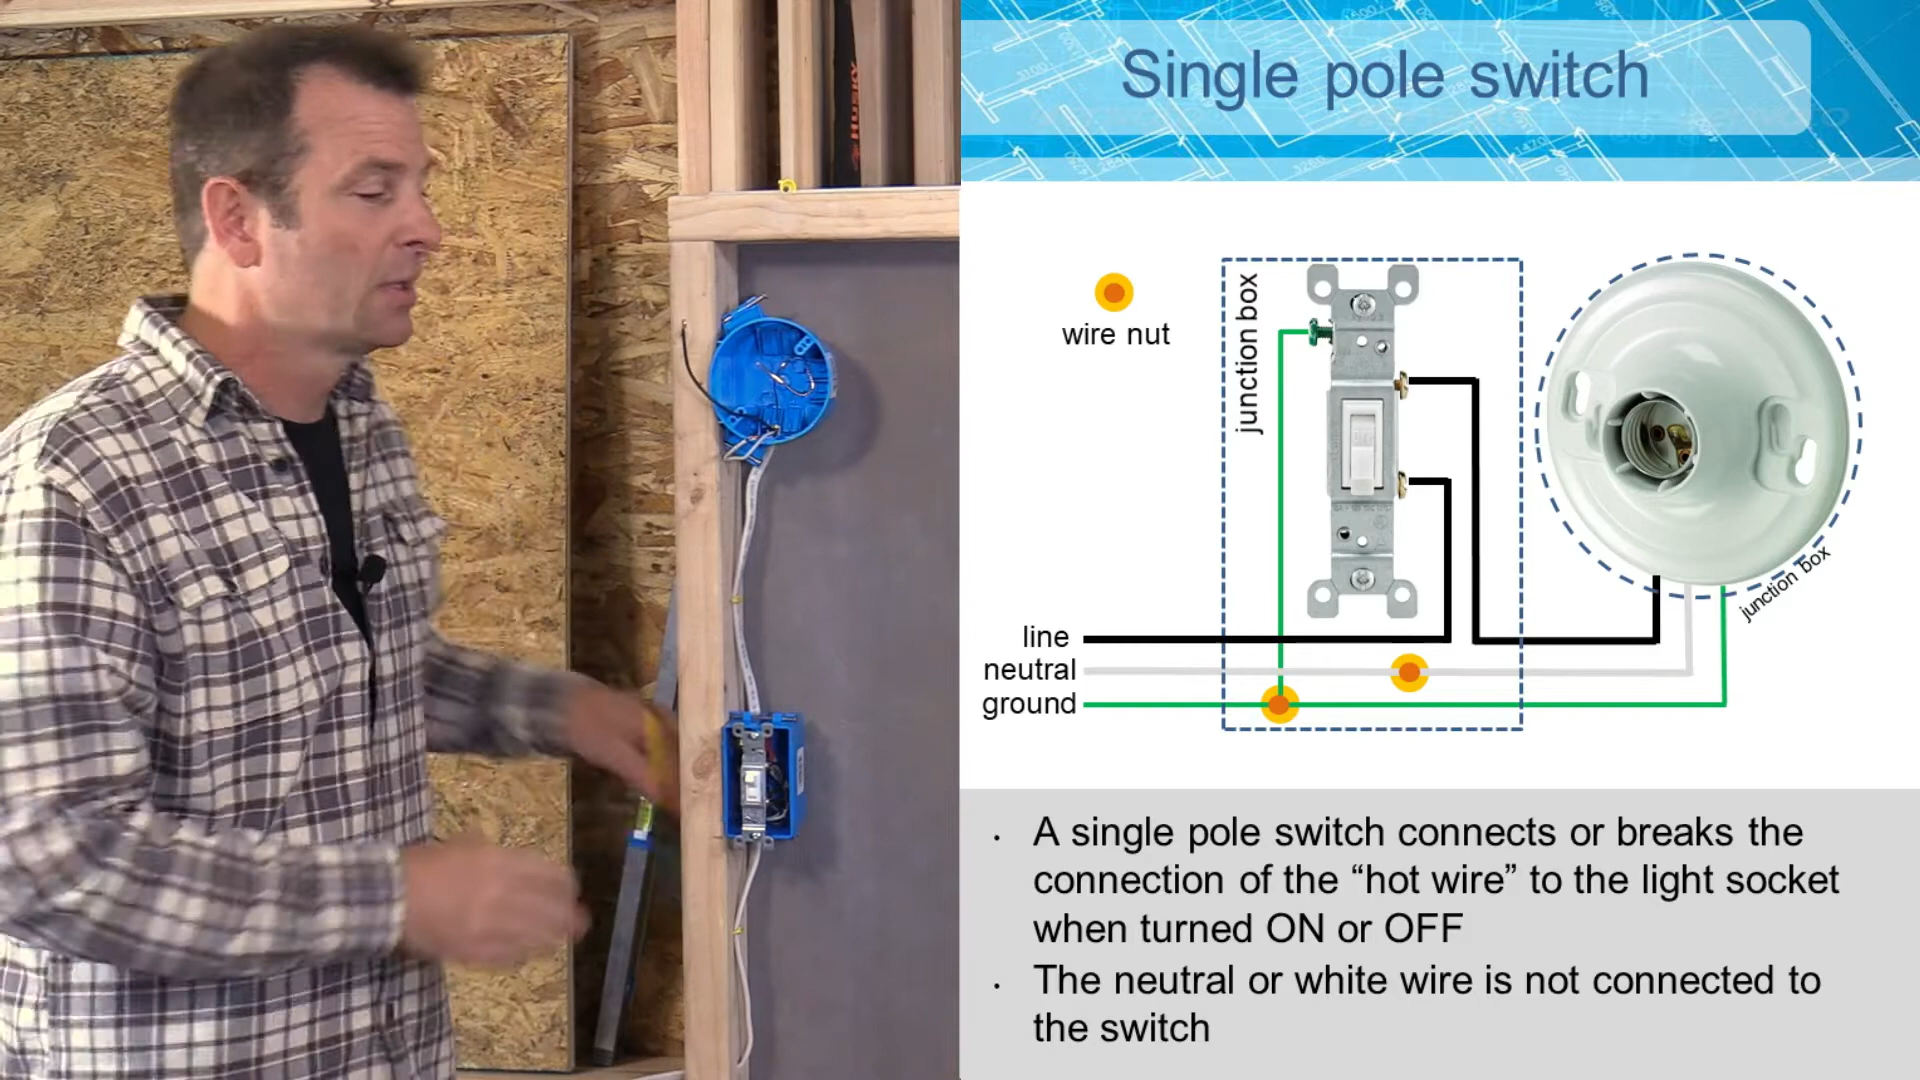 Single pole switch
HUSKY
junction box
wire nut
junction box
line
neutral
ground
· A single pole switch connects or breaks the
connection of the “hot wire” to the light socket
when turned ON or OFF
· The neutral or white wire is not connected to
the switch